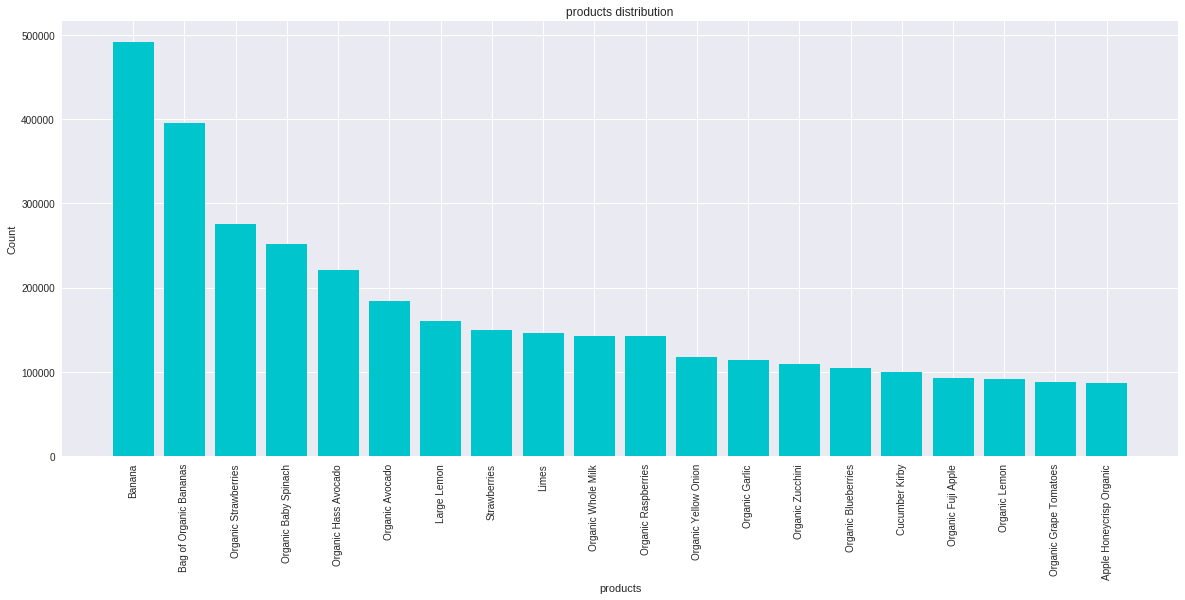 products distribution
500000
400000
300000
200000
100000
0
Count
Banana
Bag of Organic Bananas
Organic Strawberries
Organic Baby Spinach
Organic Hass Avocado
Organic Avocado
Large Lemon
Strawberries
Limes
Organic Whole Milk
Organic Raspberries
Organic Yellow Onion
Organic Garlic
Organic Zucchini
Organic Blueberries
Cucumber Kirby
Organic Fuji Apple
Organic Lemon
Organic Grape Tomatoes
Apple Honeycrisp Organic
products